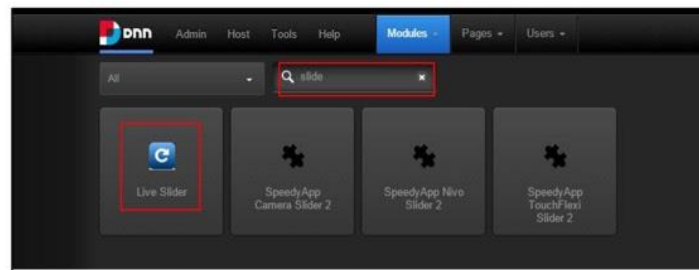 DNN
Admin
Host
Tools
Help
Modules
Pages
Users
All
slide
Live Slider
SpeedyApp
Camera Slider 2
SpeedyApp Nivo
Slider 2
SpeedyApp
TouchFlexi
Slider 2